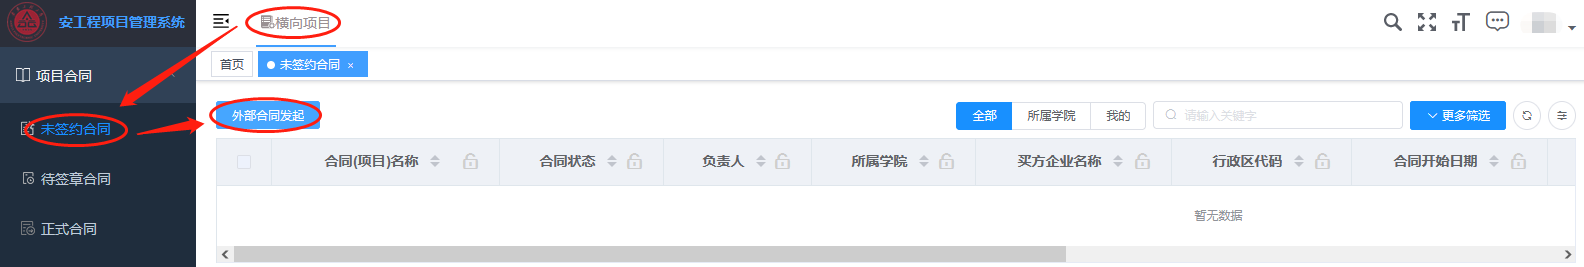 安工程项目管理系统
横向项目
项目合同
首页
未签约合同 ×
未签约合同
外部合同发起
全部 所属学院 我的
请输入关键字
更多筛选
合同(项目)名称 合同状态 负责人 所属学院 买方企业名称 行政区代码 合同开始日期
待签章合同
暂无数据
正式合同